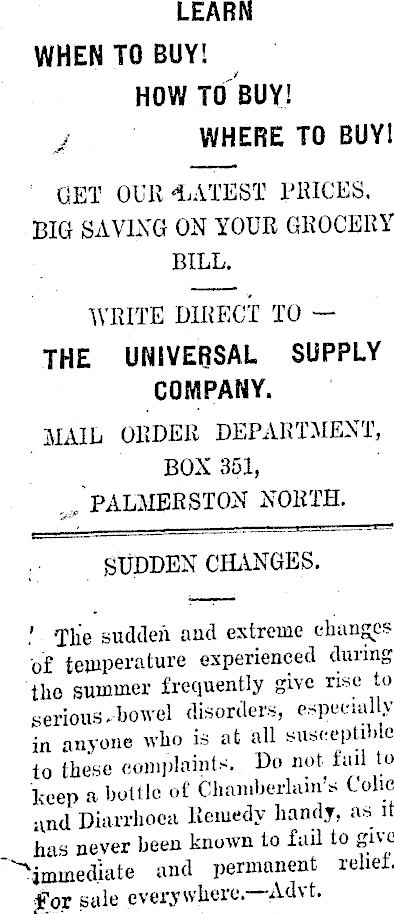 LEARN
WHEN TO BUY!
HOW TO BUY!
WHERE TO BUY!
GET OUR LATEST PRICES.
BIG SAVING ON YOUR GROCERY
BILL.
WRITE DIRECT TO —
THE UNIVERSAL SUPPLY
COMPANY.
MAIL ORDER DEPARTMENT,
BOX 351,
PALMERSTON NORTH.
SUDDEN CHANGES.
The sudden and extreme changes
of temperature experienced during
the summer frequently give rise to
serious bowel disorders, especially
in anyone who is at all susceptible
to these complaints. Do not fail to
keep a bottle of Chamberlain's Colic
and Diarrhoea Remedy handy, as it
has never been known to fail to give
immediate and permanent relief.
For sale everywhere.—Advt.